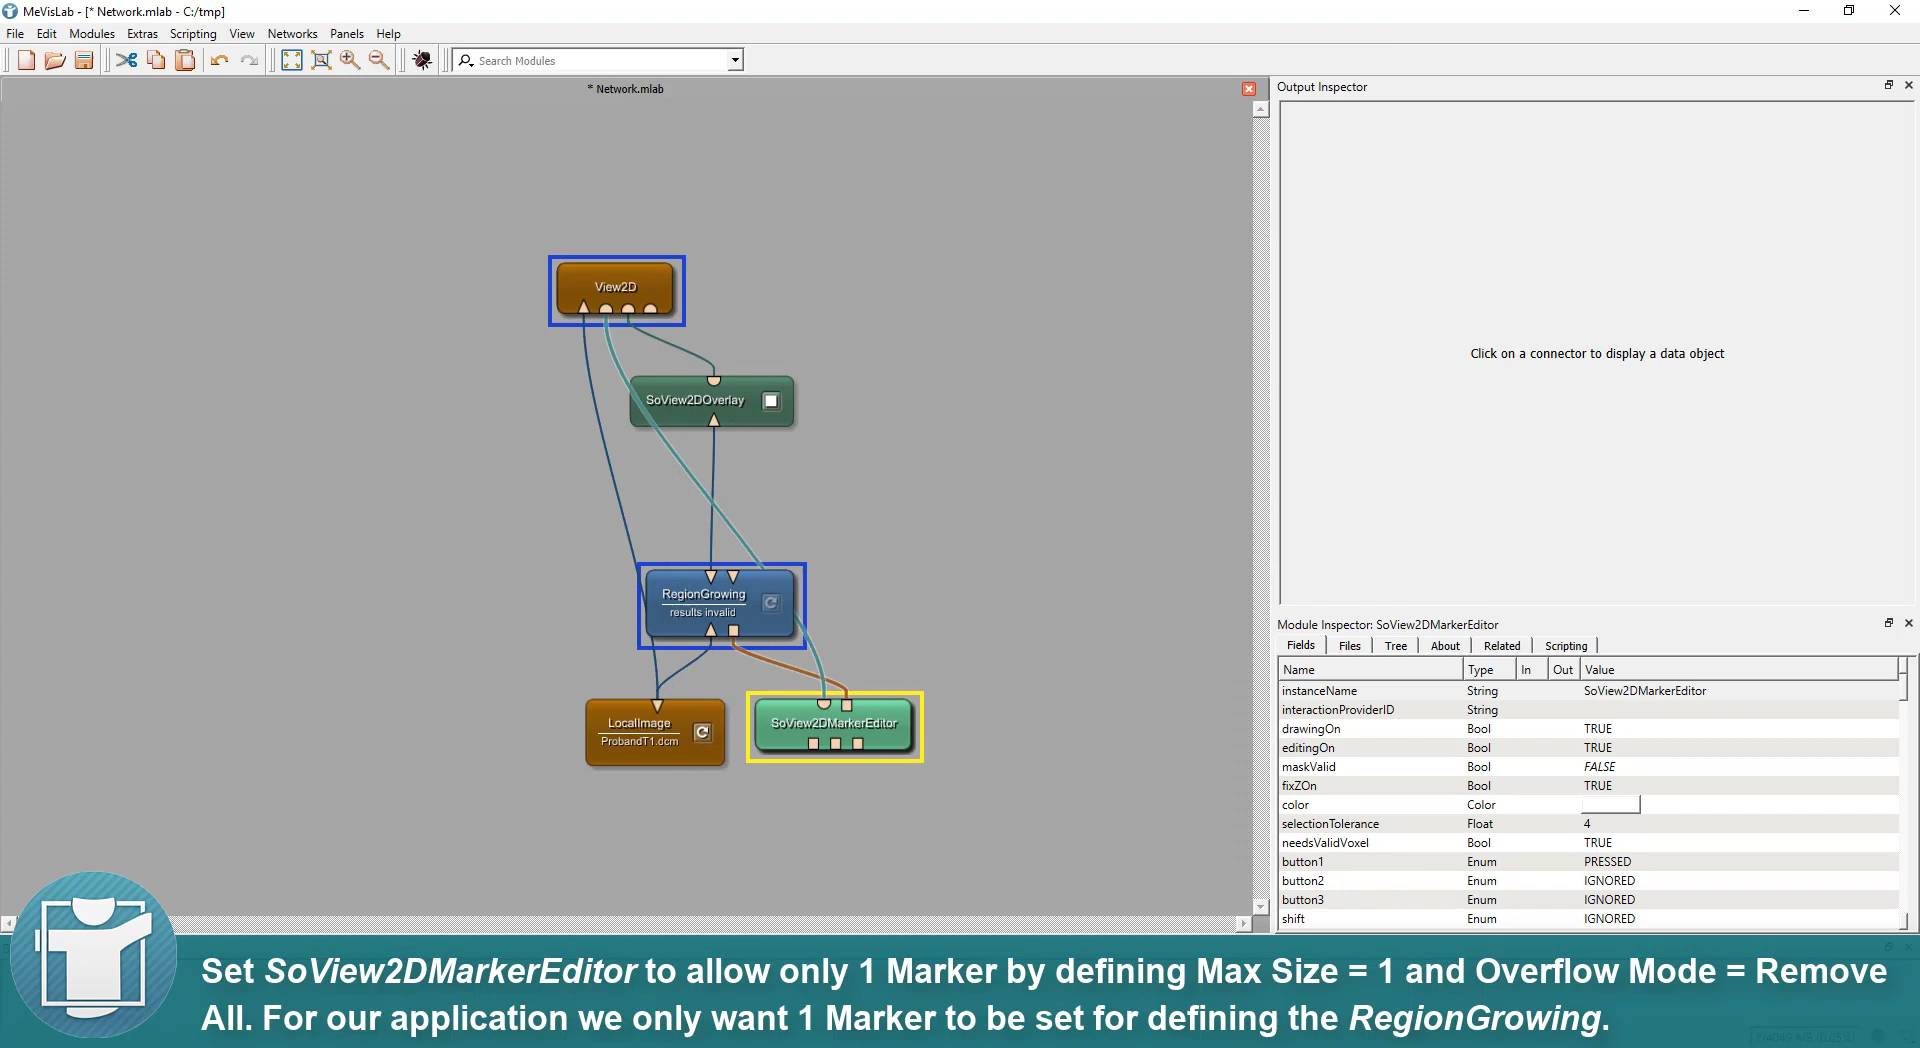 MeVisLab - [* Network.mlab - C:/tmp]
File Edit Modules Extras Scripting View Networks Panels Help
Search Modules
* Network.mlab
Output Inspector
View2D
SoView2DOverlay
Click on a connector to display a data object
RegionGrowing
results invalid
LocalImage
ProbandT1.dcm
SoView2DMarkerEditor
Module Inspector: SoView2DMarkerEditor
Fields Files Tree About Related Scripting
Name Type In Out Value
instanceName String SoView2DMarkerEditor
interactionProviderID String
drawingOn Bool TRUE
editingOn Bool TRUE
maskValid Bool FALSE
fixZOn Bool TRUE
color Color
selectionTolerance Float 4
needsValidVoxel Bool TRUE
button1 Enum PRESSED
button2 Enum IGNORED
button3 Enum IGNORED
shift Enum IGNORED
Set SoView2DMarkerEditor to allow only 1 Marker by defining Max Size = 1 and Overflow Mode = Remove
All. For our application we only want 1 Marker to be set for defining the RegionGrowing.